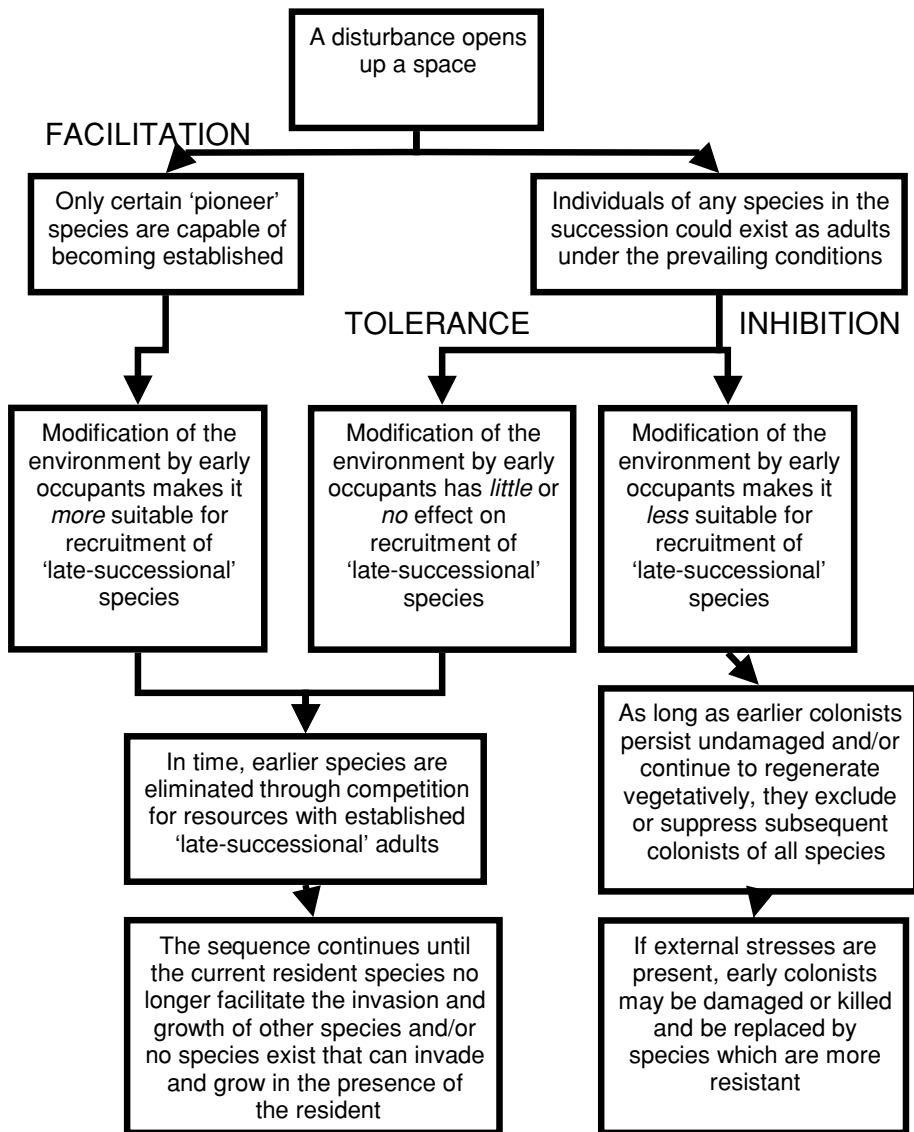 A disturbance opens
up a space
FACILITATION
Only certain ‘pioneer’
species are capable of
becoming established
Individuals of any species in the
succession could exist as adults
under the prevailing conditions
TOLERANCE
INHIBITION
Modification of the
environment by early
occupants makes it
more suitable for
recruitment of
‘late-successional’
species
Modification of the
environment by early
occupants has little or
no effect on
recruitment of
‘late-successional’
species
Modification of the
environment by early
occupants makes it
less suitable for
recruitment of
‘late-successional’
species
In time, earlier species are
eliminated through competition
for resources with established
‘late-successional’ adults
As long as earlier colonists
persist undamaged and/or
continue to regenerate
vegetatively, they exclude
or suppress subsequent
colonists of all species
The sequence continues until
the current resident species no
longer facilitate the invasion and
growth of other species and/or
no species exist that can invade
and grow in the presence of
the resident
If external stresses are
present, early colonists
may be damaged or killed
and be replaced by
species which are more
resistant